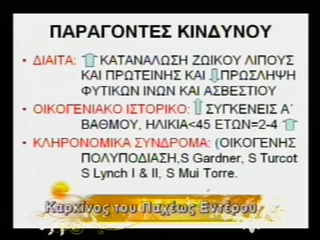 ΠΑΡΑΓΟΝΤΕΣ ΚΙΝΔΥΝΟΥ
• ΔΙΑΙΤΑ: ⇧ΚΑΤΑΝΑΛΩΣΗ ΖΩΙΚΟΥ ΛΙΠΟΥΣ
ΚΑΙ ΠΡΩΤΕΙΝΗΣ ΚΑΙ ⇩ΠΡΟΣΛΗΨΗ
ΦΥΤΙΚΩΝ ΙΝΩΝ ΚΑΙ ΑΣΒΕΣΤΙΟΥ
• ΟΙΚΟΓΕΝΙΑΚΟ ΙΣΤΟΡΙΚΟ:⇧ΣΥΓΚΕΝΕΙΣ Α΄
ΒΑΘΜΟΥ, ΗΛΙΚΙΑ<45 ΕΤΩΝ=2-4 ⇧
• ΚΛΗΡΟΝΟΜΙΚΑ ΣΥΝΔΡΟΜΑ: (ΟΙΚΟΓΕΝΗΣ
ΠΟΛΥΠΟΔΙΑΣΗ,S Gardner, S Turcot
S Lynch I & II, S Mui Torre.
Καρκίνος του Παχέως Εντέρου